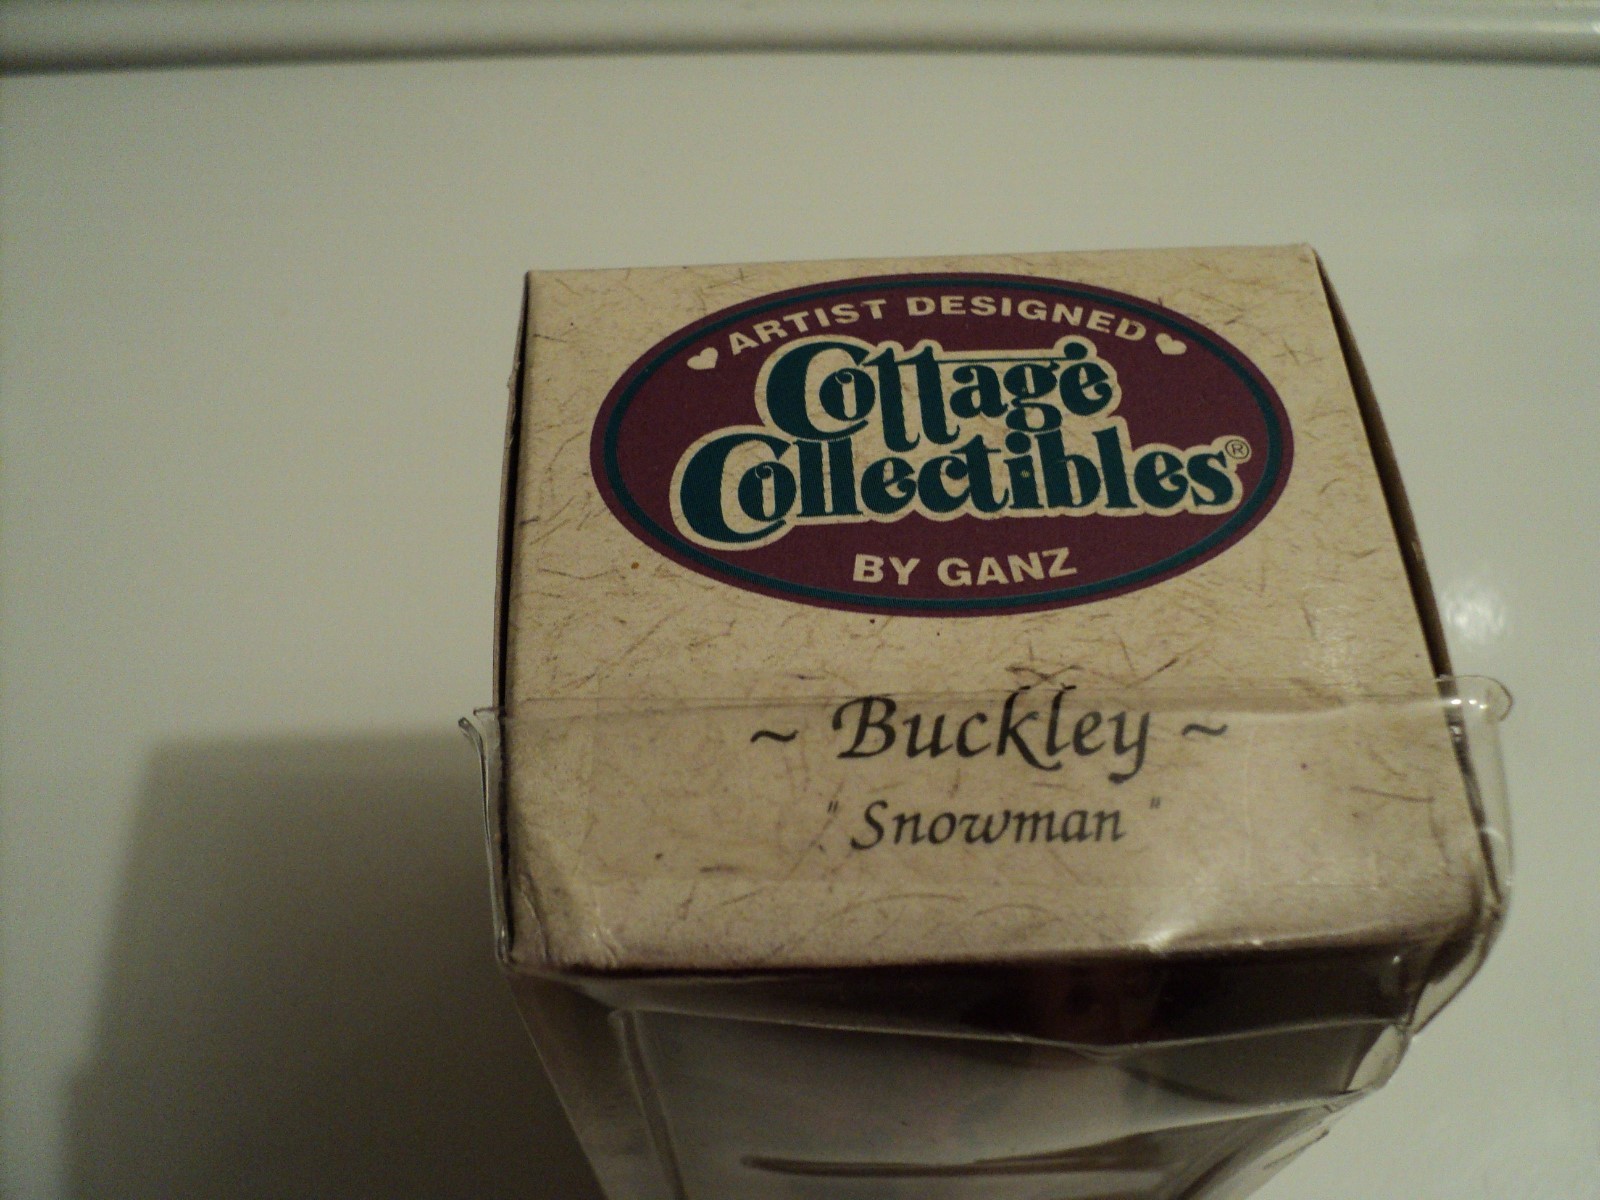 ARTIST DESIGNED
Cottage
Collectibles®
BY GANZ
~ Buckley ~
"Snowman"